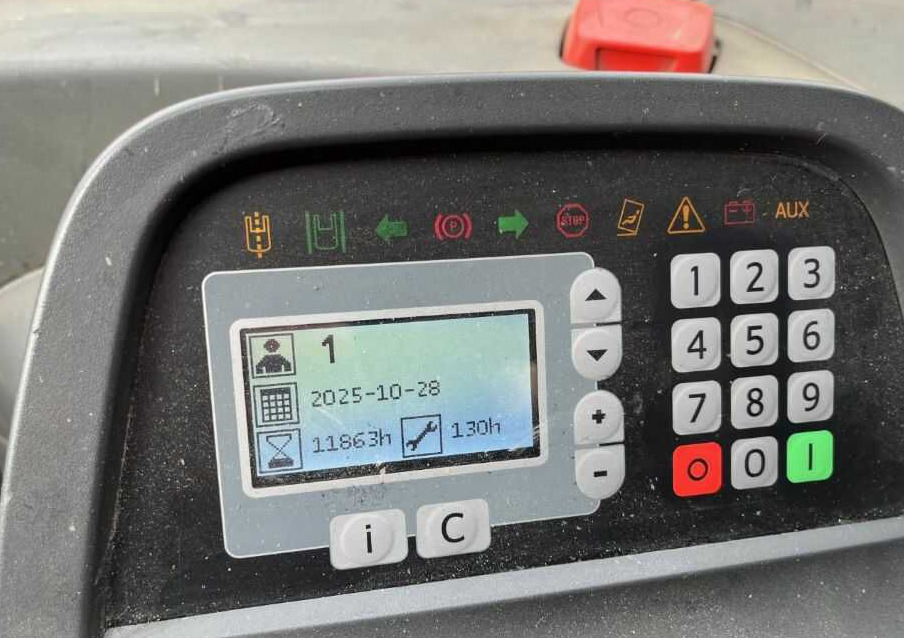 P
STOP
AUX
1
2025-10-28
11863h
130h
1 2 3
4 5 6
7 8 9
0
+
-
i C